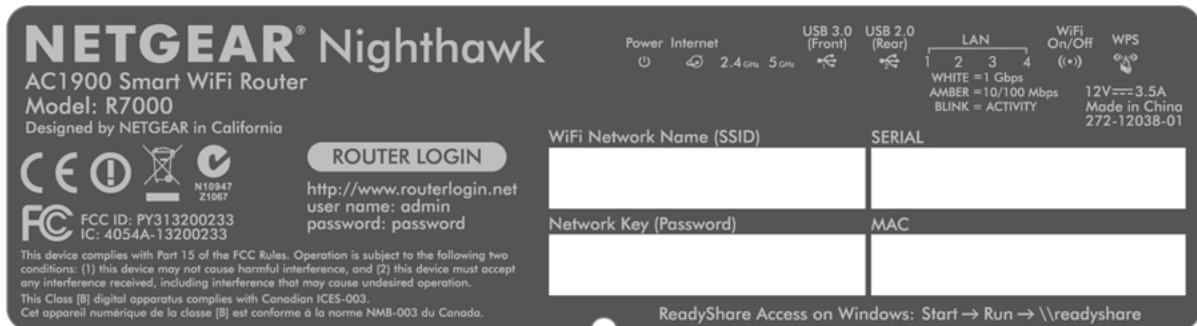 NETGEAR® Nighthawk
AC1900 Smart WiFi Router
Model: R7000
Designed by NETGEAR in California
N10947
Z1067
FCC ID: PY313200233
IC: 4054A-13200233
ROUTER LOGIN
http://www.routerlogin.net
user name: admin
password: password
This device complies with Part 15 of the FCC Rules. Operation is subject to the following two
conditions: (1) this device may not cause harmful interference, and (2) this device must accept
any interference received, including interference that may cause undesired operation.
This Class [B] digital apparatus complies with Canadian ICES-003.
Cet appareil numérique de la classe [B] est conforme à la norme NMB-003 du Canada.
Power Internet
2.4 GHz 5 GHz
USB 3.0
(Front)
USB 2.0
(Rear)
LAN
1 2 3 4
WHITE = 1 Gbps
AMBER = 10/100 Mbps
BLINK = ACTIVITY
WiFi
On/Off
WPS
12V⎓3.5A
Made in China
272-12038-01
WiFi Network Name (SSID)
SERIAL
Network Key (Password)
MAC
ReadyShare Access on Windows: Start → Run → \\readyshare